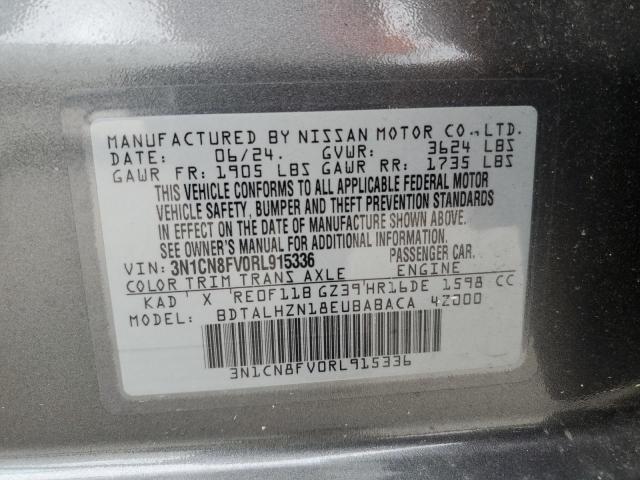 MANUFACTURED BY NISSAN MOTOR CO.,LTD.
DATE: 06/24. GVWR: 3624 LBS
GAWR FR: 1905 LBS GAWR RR: 1735 LBS
THIS VEHICLE CONFORMS TO ALL APPLICABLE FEDERAL MOTOR
VEHICLE SAFETY, BUMPER AND THEFT PREVENTION STANDARDS
IN EFFECT ON THE DATE OF MANUFACTURE SHOWN ABOVE.
SEE OWNER'S MANUAL FOR ADDITIONAL INFORMATION.
VIN: 3N1CN8FV0RL915336 PASSENGER CAR.
COLOR TRIM TRANS AXLE ENGINE
KAD X RE0F11B GZ39 HR16DE 1598 CC
MODEL: BDTALHZN18EUBABACA 42000
3N1CN8FV0RL915336